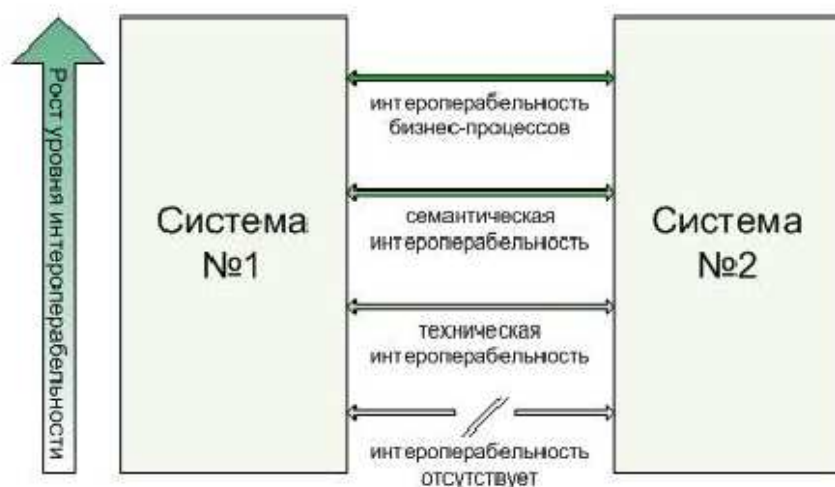 Рост уровня интероперабельности
Система
№1
интероперабельность
бизнес-процессов
семантическая
интероперабельность
техническая
интероперабельность
интероперабельность
отсутствует
Система
№2